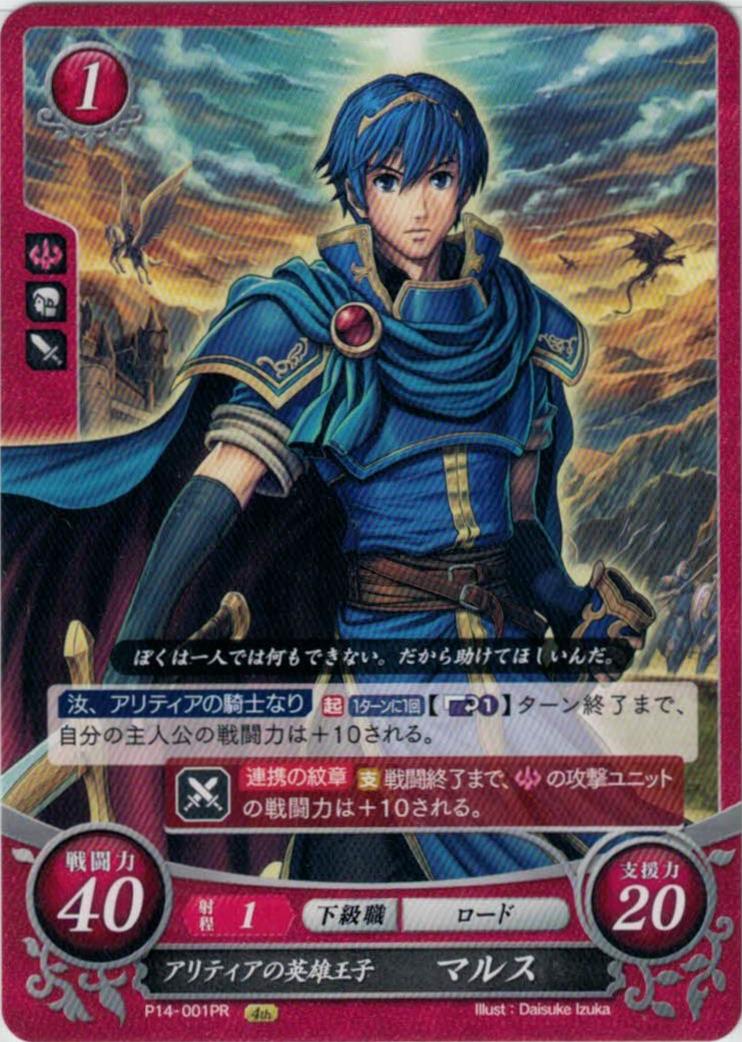 1
ぼくは一人では何もできない。だから助けてほしいんだ。
汝、アリティアの騎士なり 起 1ターンに1回【1】ターン終了まで、
自分の主人公の戦闘力は+10される。
連携の紋章 支 戦闘終了まで、の攻撃ユニット
の戦闘力は+10される。
戦闘力
40
射程 1 下級職 ロード
支援力
20
アリティアの英雄王子 マルス
P14-001PR 4th Illust : Daisuke Izuka